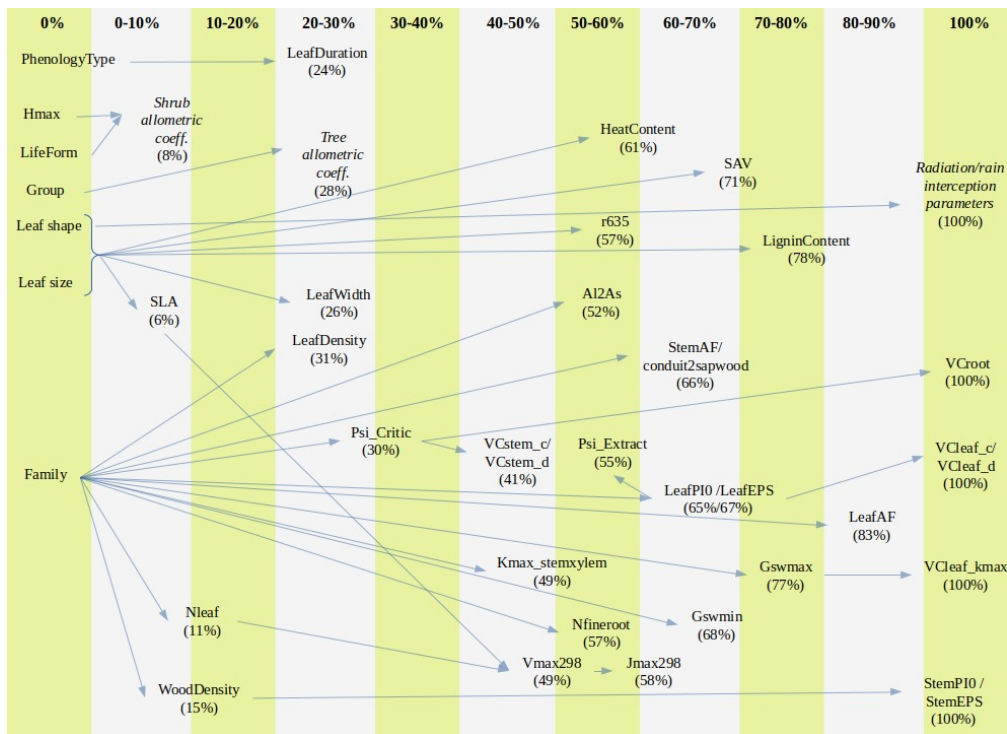 0% 0-10% 10-20% 20-30% 30-40% 40-50% 50-60% 60-70% 70-80% 80-90% 100%
PhenologyType
LeafDuration
(24%)
Hmax
Shrub
allometric
coeff.
(8%)
LifeForm
Group
Tree
allometric
coeff.
(28%)
HeatContent
(61%)
SAV
(71%)
Radiation/rain
interception
parameters
(100%)
Leaf shape
Leaf size
r635
(57%)
LigninContent
(78%)
SLA
(6%)
LeafWidth
(26%)
Al2As
(52%)
LeafDensity
(31%)
StemAF/
conduit2sapwood
(66%)
VCroot
(100%)
Family
Psi_Critic
(30%)
VCstem_c/
VCstem_d
(41%)
Psi_Extract
(55%)
LeafPI0 /LeafEPS
(65%/67%)
VCleaf_c/
VCleaf_d
(100%)
LeafAF
(83%)
Kmax_stemxylem
(49%)
Gswmax
(77%)
VCleaf_kmax
(100%)
Nleaf
(11%)
Nfineroot
(57%)
Gswmin
(68%)
Vmax298
(49%)
Jmax298
(58%)
WoodDensity
(15%)
StemPI0 /
StemEPS
(100%)